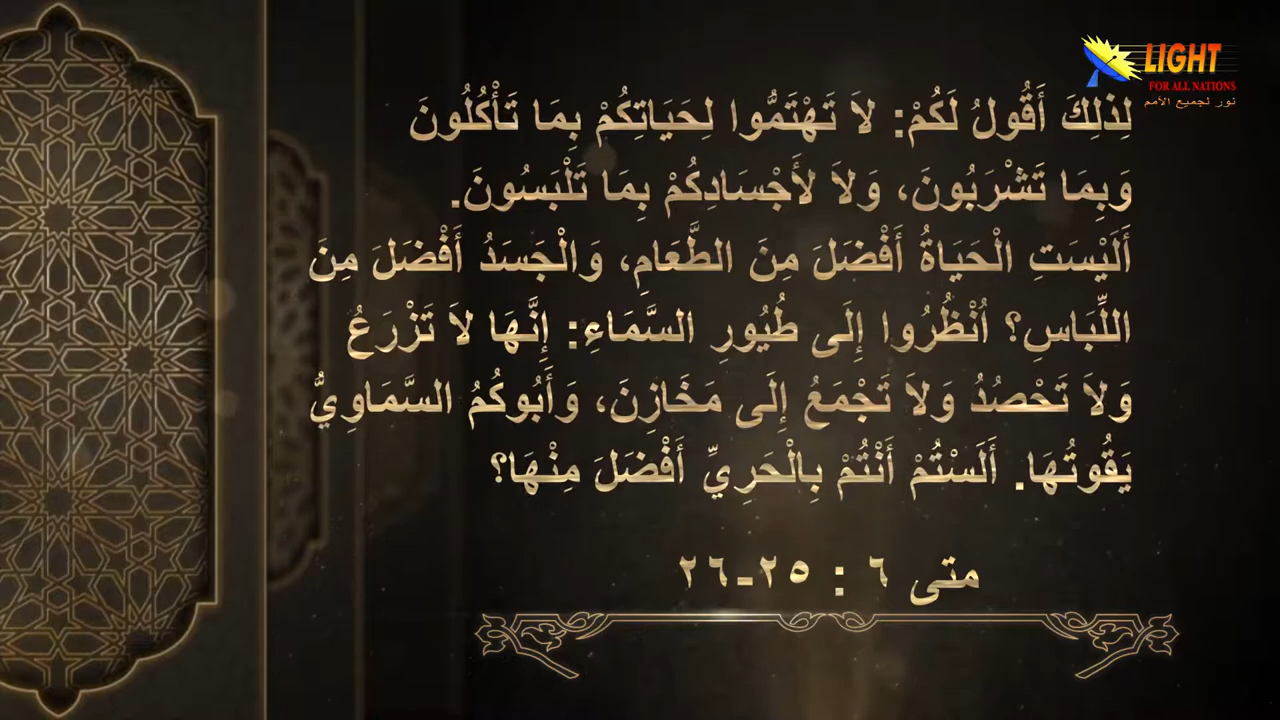 LIGHT
FOR ALL NATIONS
نور لجميع الأمم
لِذلِكَ أَقُولُ لَكُمْ: لاَ تَهْتَمُّوا لِحَيَاتِكُمْ بِمَا تَأْكُلُونَ
وَبِمَا تَشْرَبُونَ، وَلاَ لأَجْسَادِكُمْ بِمَا تَلْبَسُونَ.
أَلَيْسَتِ الْحَيَاةُ أَفْضَلَ مِنَ الطَّعَامِ، وَالْجَسَدُ أَفْضَلَ مِنَ
اللِّبَاسِ؟ اُنْظُرُوا إِلَى طُيُورِ السَّمَاءِ: إِنَّهَا لاَ تَزْرَعُ
وَلاَ تَحْصُدُ وَلاَ تَجْمَعُ إِلَى مَخَازِنَ، وَأَبُوكُمُ السَّمَاوِيُّ
يَقُوتُهَا. أَلَسْتُمْ أَنْتُمْ بِالْحَرِيِّ أَفْضَلَ مِنْهَا؟
متى ٦ : ٢٥-٢٦